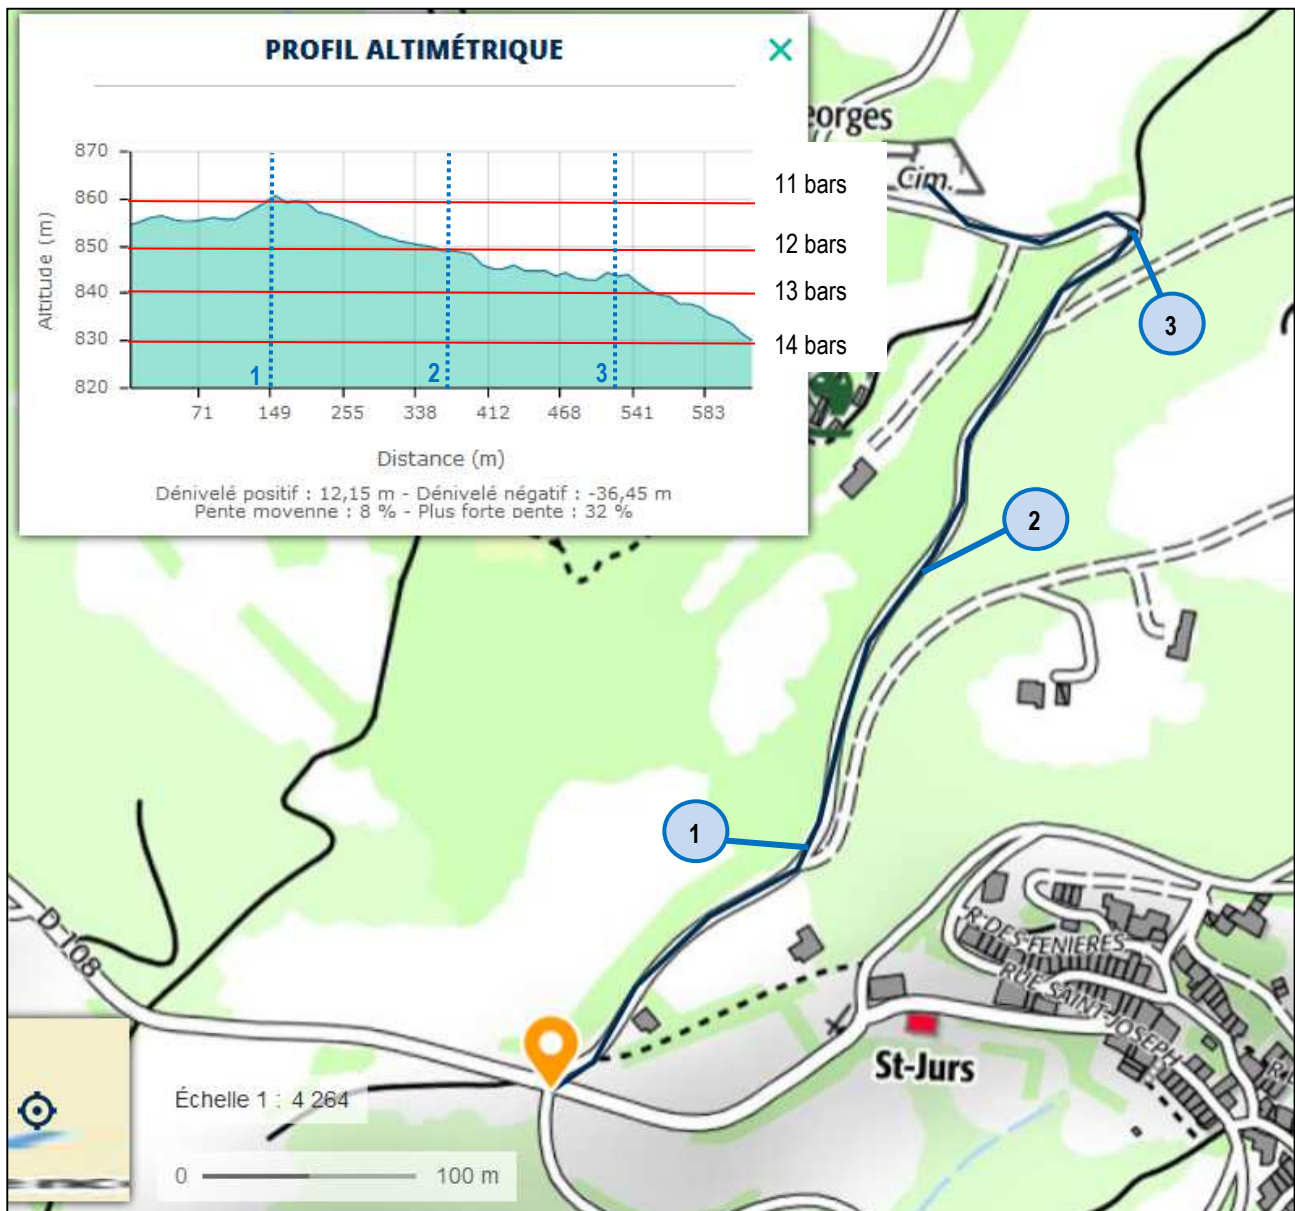 PROFIL ALTIMÉTRIQUE
870
860
850
840
830
820
Altitude (m)
1
2
3
71
149
255
338
412
468
541
583
Distance (m)
Dénivelé positif : 12,15 m - Dénivelé négatif : -36,45 m
Pente moyenne : 8 % - Plus forte pente : 32 %
11 bars
12 bars
13 bars
14 bars
eorges
Cim.
3
2
1
D 108
R. DES FENIERES
RUE SAINT-JOSEPH
St-Jurs
Échelle 1 : 4 264
0
100 m